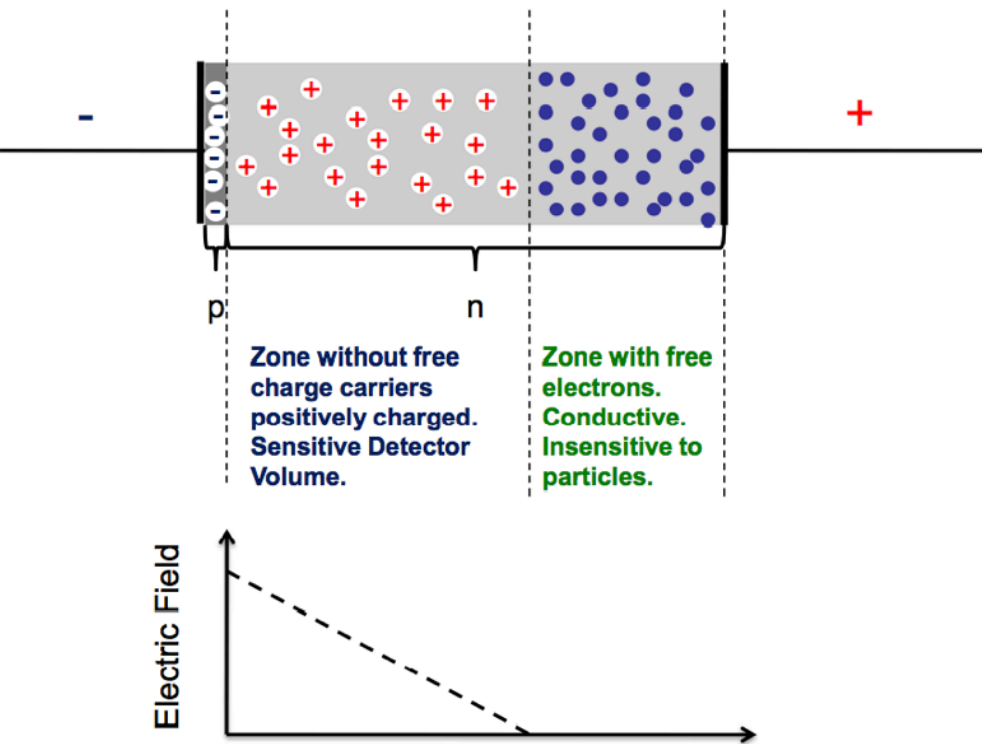 -
+
p
n
Zone without free
charge carriers
positively charged.
Sensitive Detector
Volume.
Zone with free
electrons.
Conductive.
Insensitive to
particles.
Electric Field